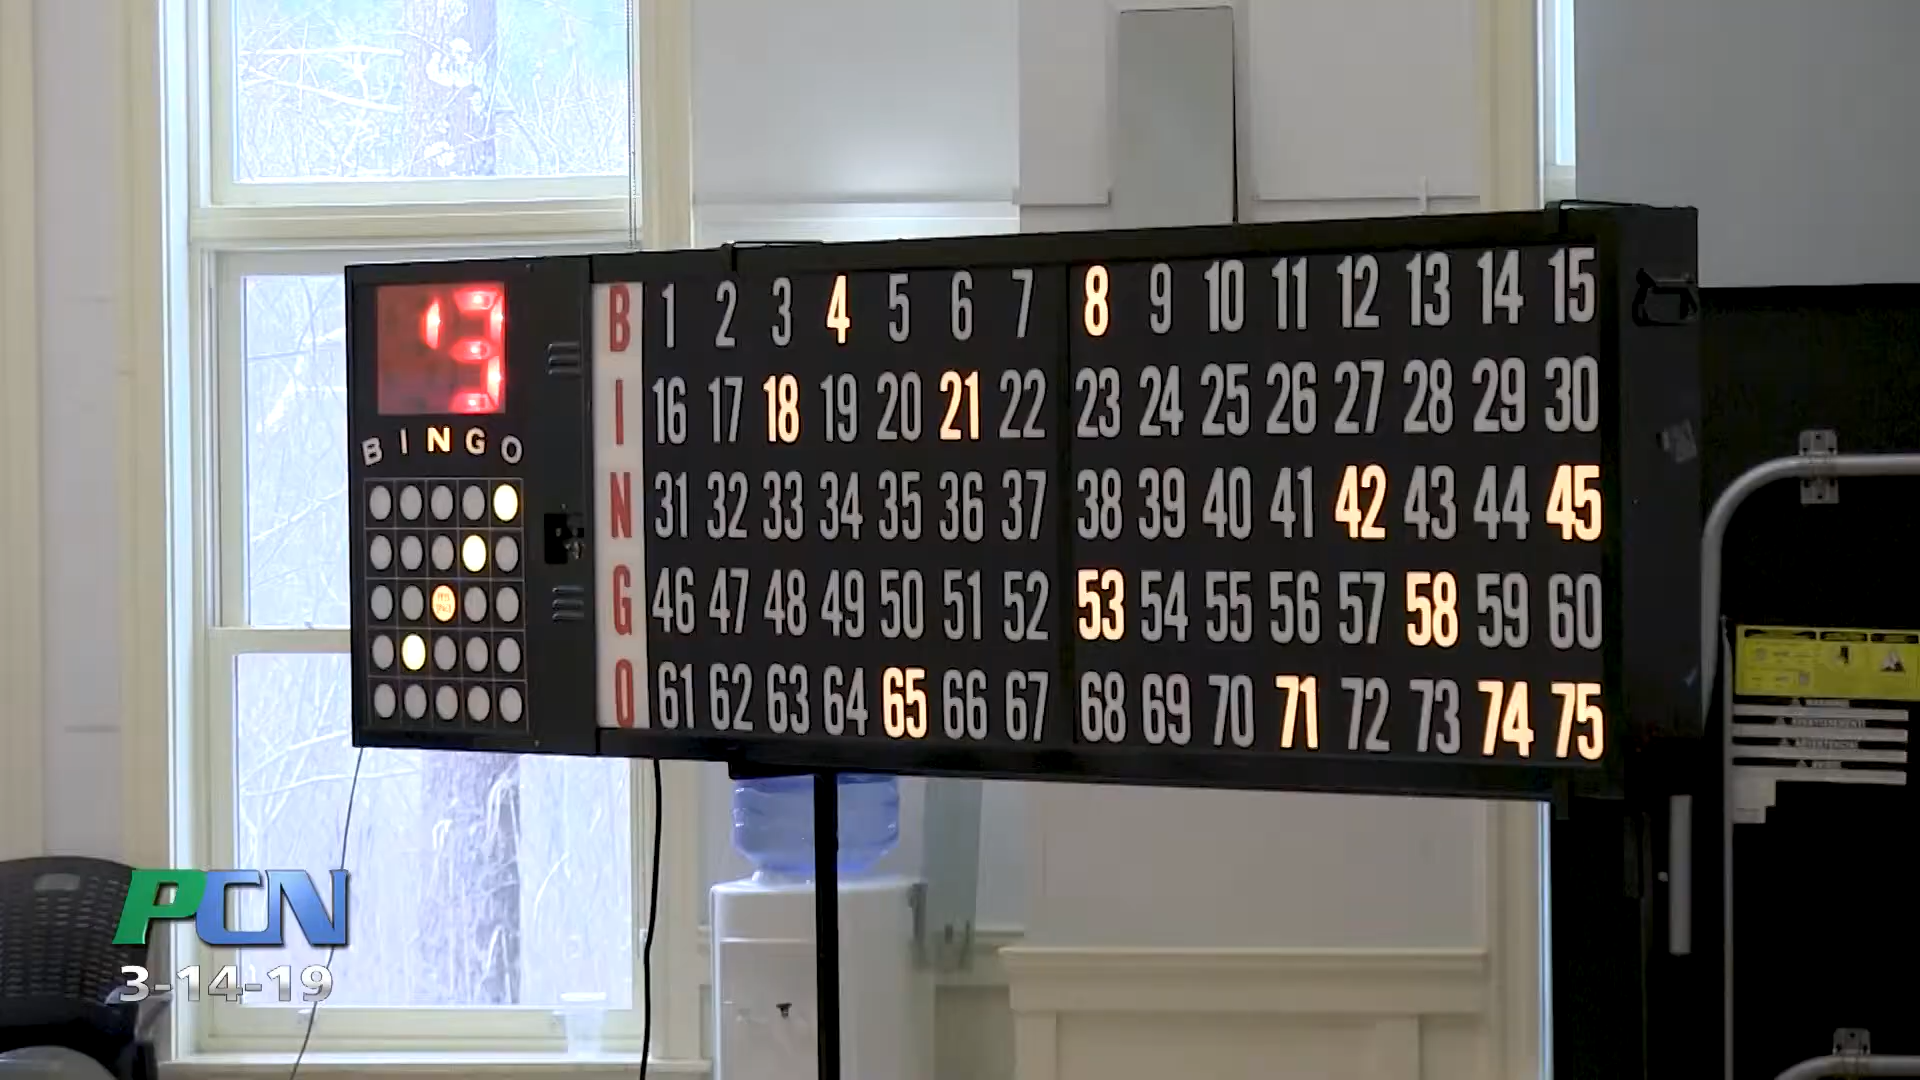 13
B I N G O
B 1 2 3 4 5 6 7 8 9 10 11 12 13 14 15
I 16 17 18 19 20 21 22 23 24 25 26 27 28 29 30
N 31 32 33 34 35 36 37 38 39 40 41 42 43 44 45
G 46 47 48 49 50 51 52 53 54 55 56 57 58 59 60
O 61 62 63 64 65 66 67 68 69 70 71 72 73 74 75
PCN
3-14-19